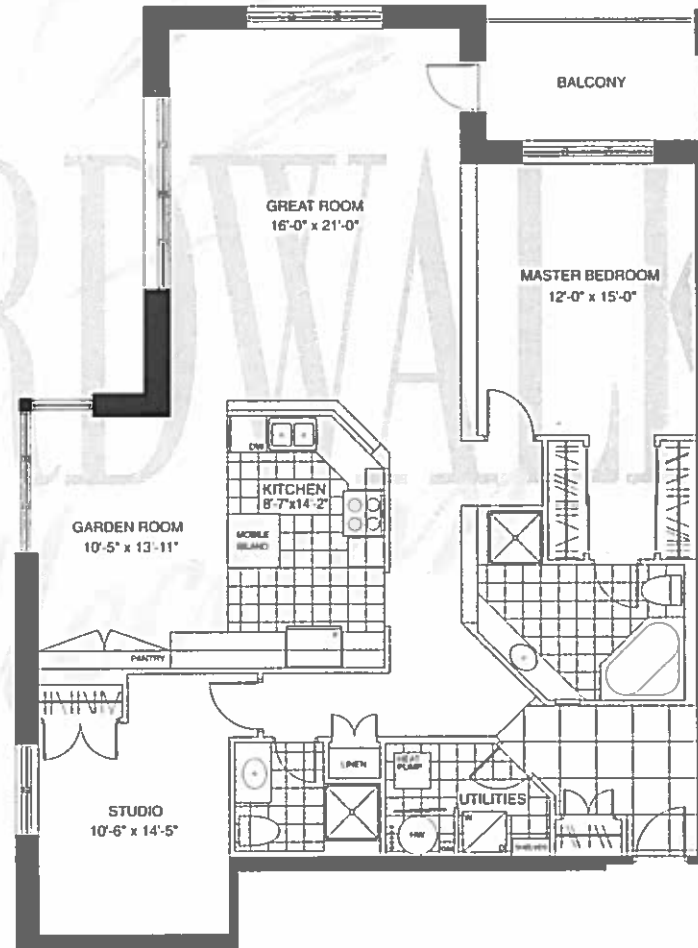 BALCONY
GREAT ROOM
16'-0" x 21'-0"
MASTER BEDROOM
12'-0" x 15'-0"
DW
KITCHEN
8'-7"x14'-2"
GARDEN ROOM
10'-5" x 13'-11"
MOBILE
ISLAND
PANTRY
LINEN
HEAT
PUMP
UTILITIES
STUDIO
10'-6" x 14'-5"
HW
W
D
SHELVES
RDWALK